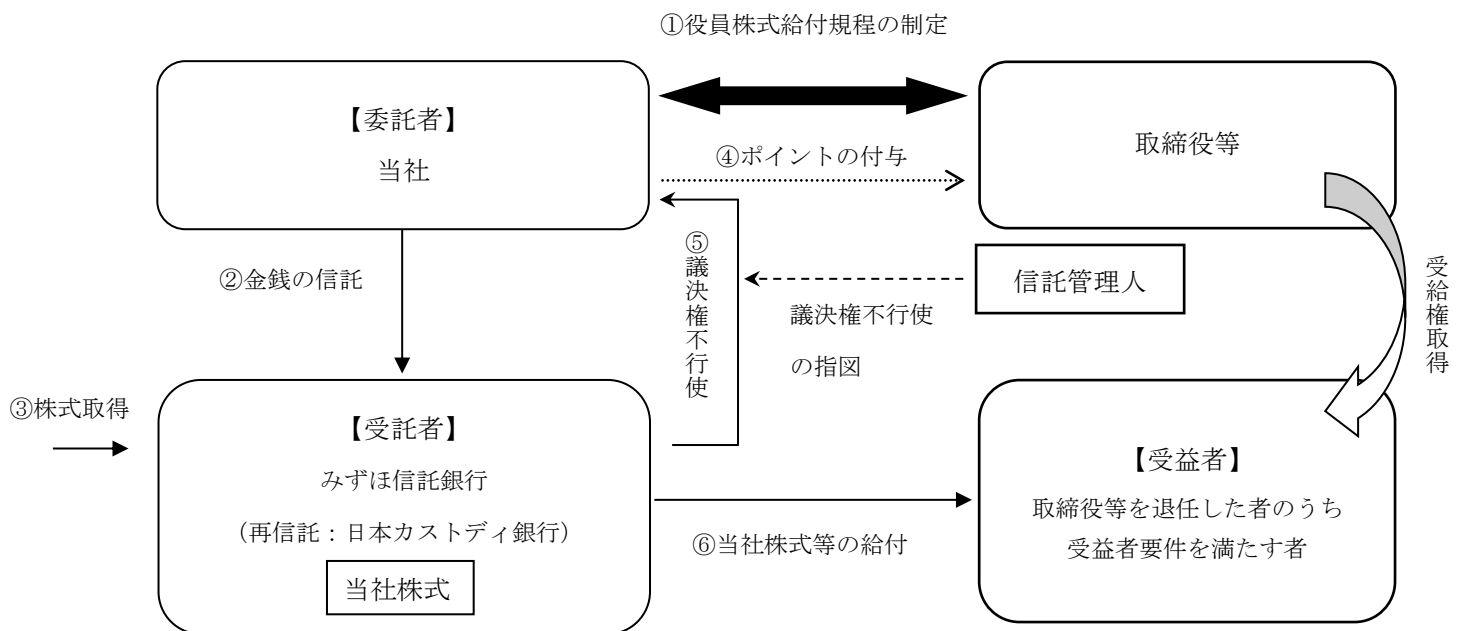 ①役員株式給付規程の制定
【委託者】
当社
取締役等
④ポイントの付与
②金銭の信託
⑤議決権不行使
信託管理人
議決権不行使
の指図
受給権取得
③株式取得
【受託者】
みずほ信託銀行
(再信託:日本カストディ銀行)
当社株式
⑥当社株式等の給付
【受益者】
取締役等を退任した者のうち
受益者要件を満たす者